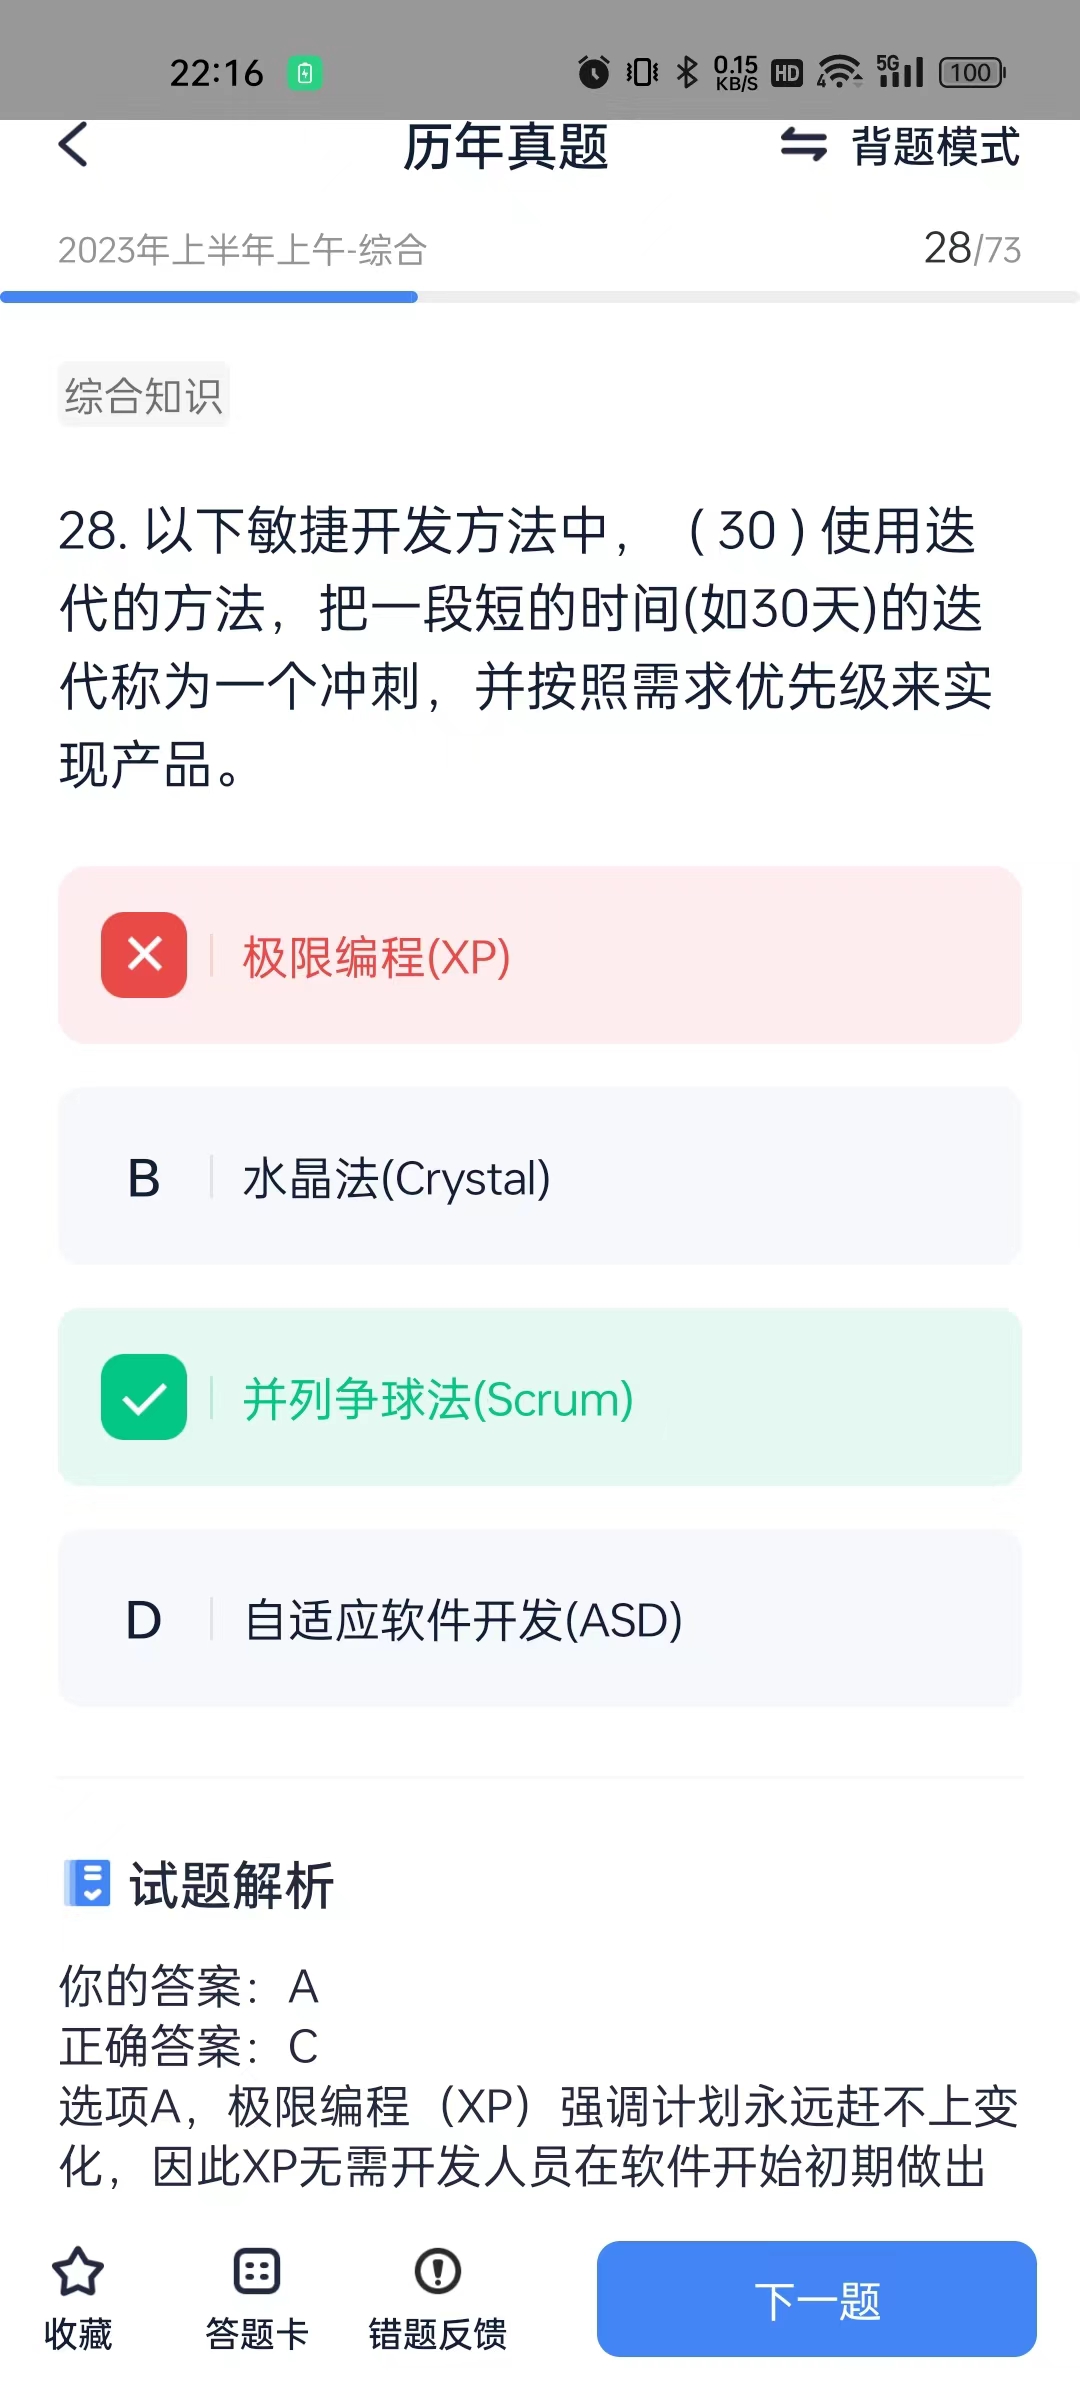 22:16
0.15 KB/S
HD
4
5G
100
历年真题
背题模式
2023年上半年上午-综合
28/73
综合知识
28. 以下敏捷开发方法中，（ 30 ) 使用迭
代的方法，把一段短的时间(如30天)的迭
代称为一个冲刺，并按照需求优先级来实
现产品。
极限编程(XP)
B 水晶法(Crystal)
并列争球法(Scrum)
D 自适应软件开发(ASD)
试题解析
你的答案：A
正确答案：C
选项A，极限编程（XP）强调计划永远赶不上变
化，因此XP无需开发人员在软件开始初期做出
收藏
答题卡
错题反馈
下一题